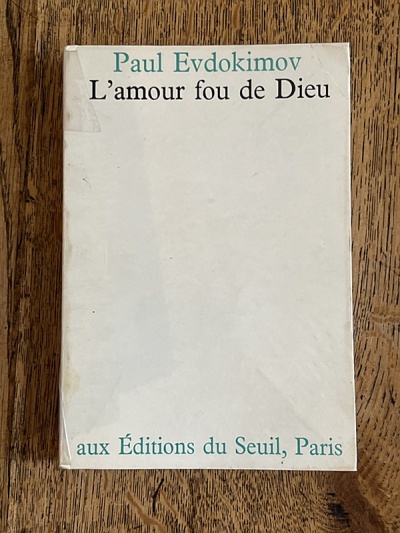 Paul Evdokimov
L'amour fou de Dieu
aux Éditions du Seuil, Paris